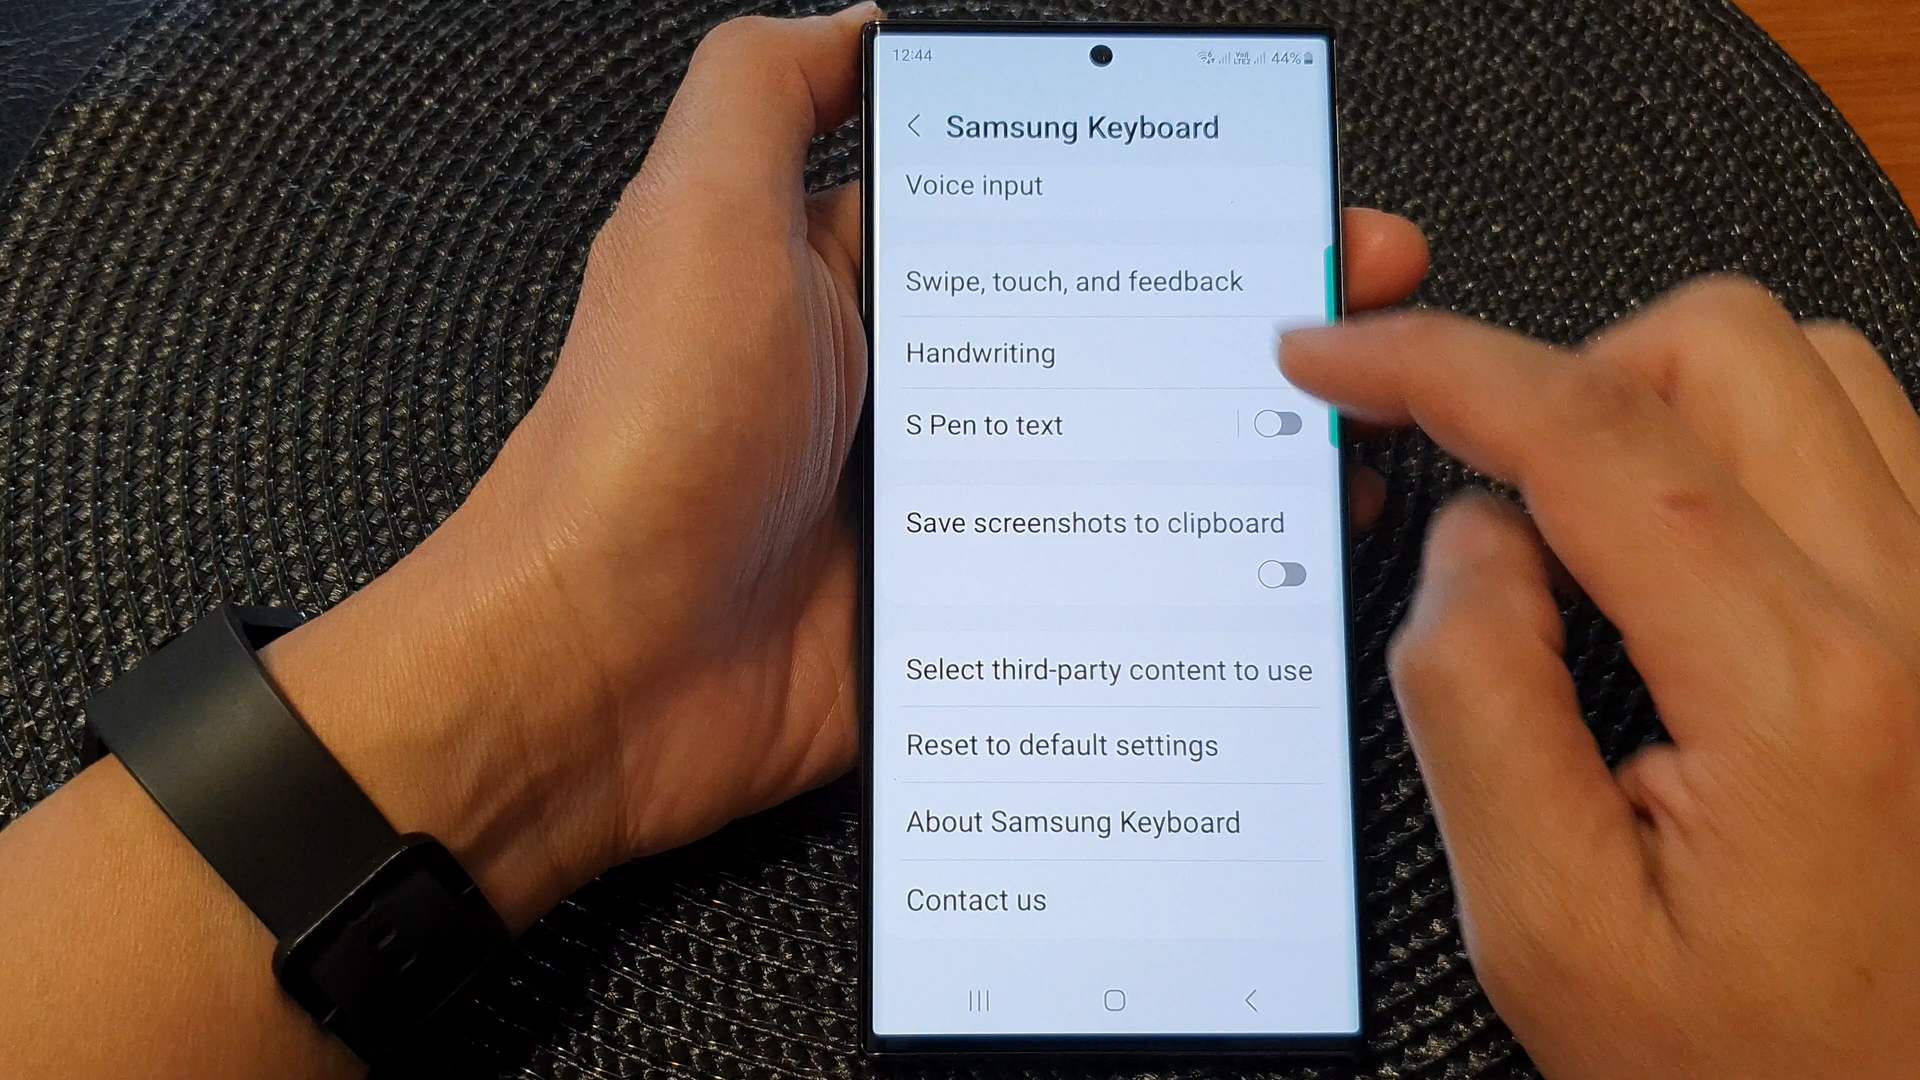 12:44
44%
Samsung Keyboard
Voice input
Swipe, touch, and feedback
Handwriting
S Pen to text
Save screenshots to clipboard
Select third-party content to use
Reset to default settings
About Samsung Keyboard
Contact us